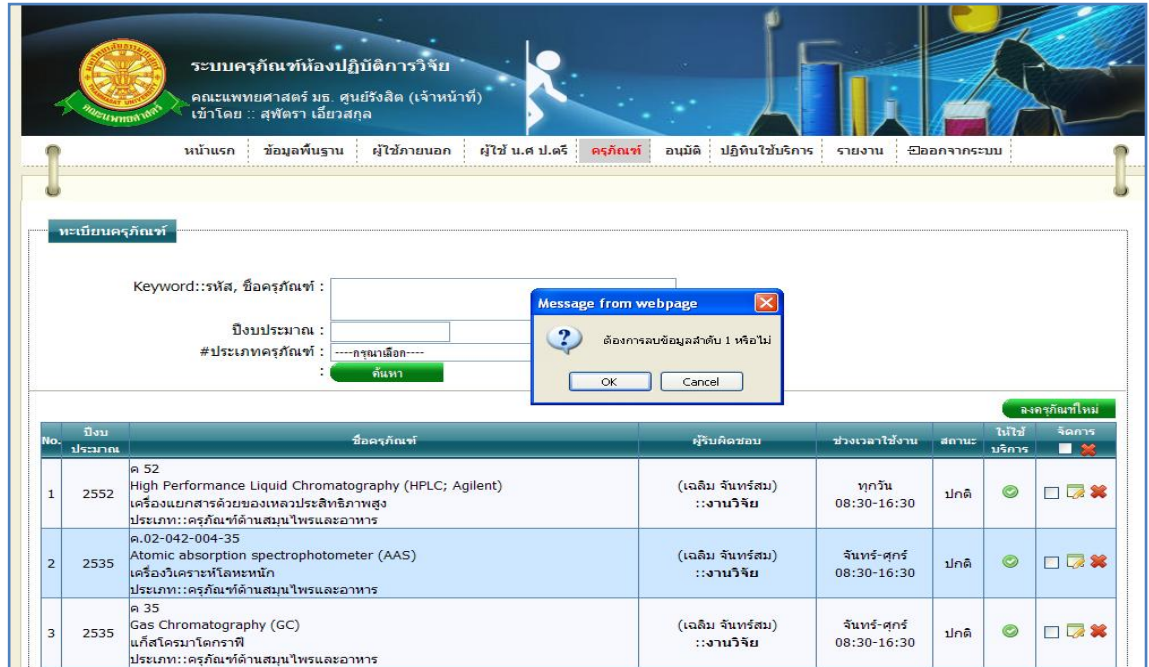 ระบบครุภัณฑ์ห้องปฏิบัติการวิจัย
คณะแพทยศาสตร์ มธ. ศูนย์รังสิต (เจ้าหน้าที่)
เข้าโดย :: สุพัตรา เอี่ยวสกุล
หน้าแรก ข้อมูลพื้นฐาน ผู้ใช้ภายนอก ผู้ใช้ น.ศ ป.ตรี ครุภัณฑ์ อนุมัติ ปฏิทินใช้บริการ รายงาน ออกจากระบบ
ทะเบียนครุภัณฑ์
Keyword::รหัส, ชื่อครุภัณฑ์ :
ปีงบประมาณ :
#ประเภทครุภัณฑ์ : ----กรุณาเลือก----
: ค้นหา
Message from webpage
ต้องการลบข้อมูลลำดับ 1 หรือไม่
OK Cancel
ลงครุภัณฑ์ใหม่
No. ปีงบประมาณ ชื่อครุภัณฑ์ ผู้รับผิดชอบ ช่วงเวลาใช้งาน สถานะ ให้ใช้บริการ จัดการ
1 2552 ค 52
High Performance Liquid Chromatography (HPLC; Agilent)
เครื่องแยกสารด้วยของเหลวประสิทธิภาพสูง
ประเภท::ครุภัณฑ์ด้านสมุนไพรและอาหาร
(เฉลิม จันทร์สม)
::งานวิจัย
ทุกวัน
08:30-16:30
ปกติ
2 2535 ค.02-042-004-35
Atomic absorption spectrophotometer (AAS)
เครื่องวิเคราะห์โลหะหนัก
ประเภท::ครุภัณฑ์ด้านสมุนไพรและอาหาร
(เฉลิม จันทร์สม)
::งานวิจัย
จันทร์-ศุกร์
08:30-16:30
ปกติ
3 2535 ค 35
Gas Chromatography (GC)
แก็สโครมาโตกราฟี
ประเภท::ครุภัณฑ์ด้านสมุนไพรและอาหาร
(เฉลิม จันทร์สม)
::งานวิจัย
จันทร์-ศุกร์
08:30-16:30
ปกติ